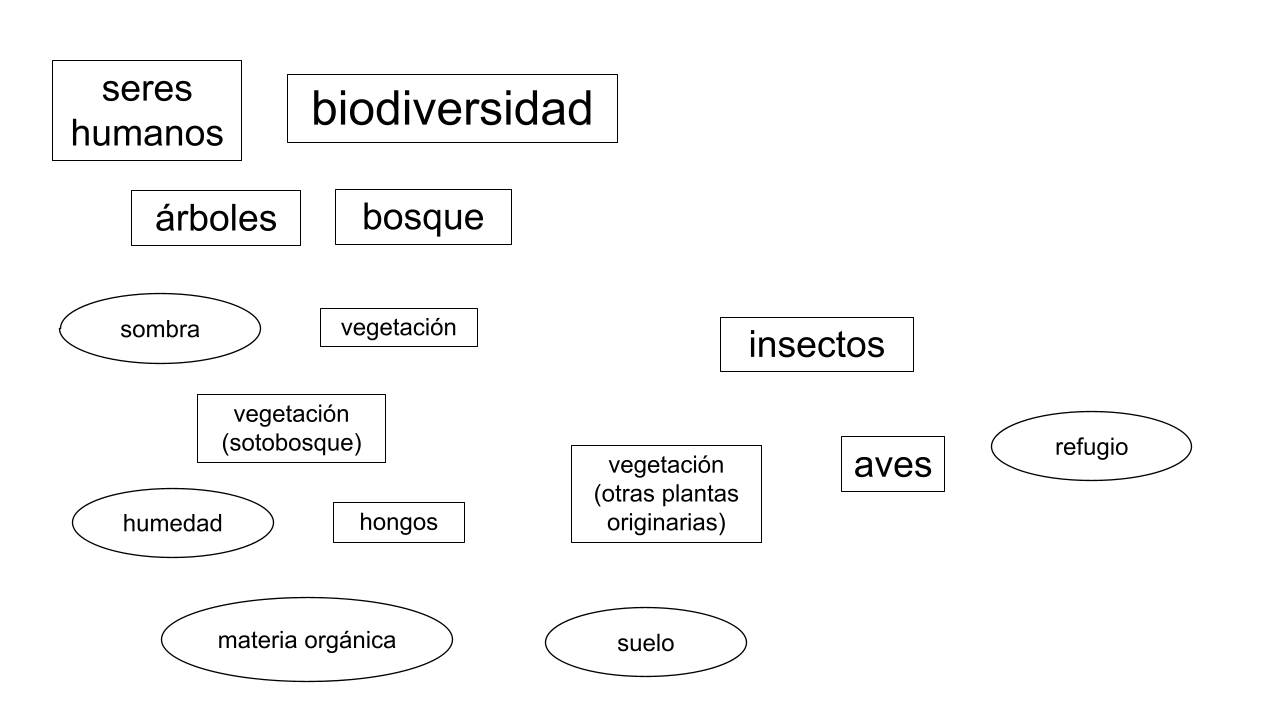 seres
humanos
biodiversidad
árboles
bosque
sombra
vegetación
insectos
vegetación
(sotobosque)
refugio
aves
vegetación
(otras plantas
originarias)
humedad
hongos
materia orgánica
suelo